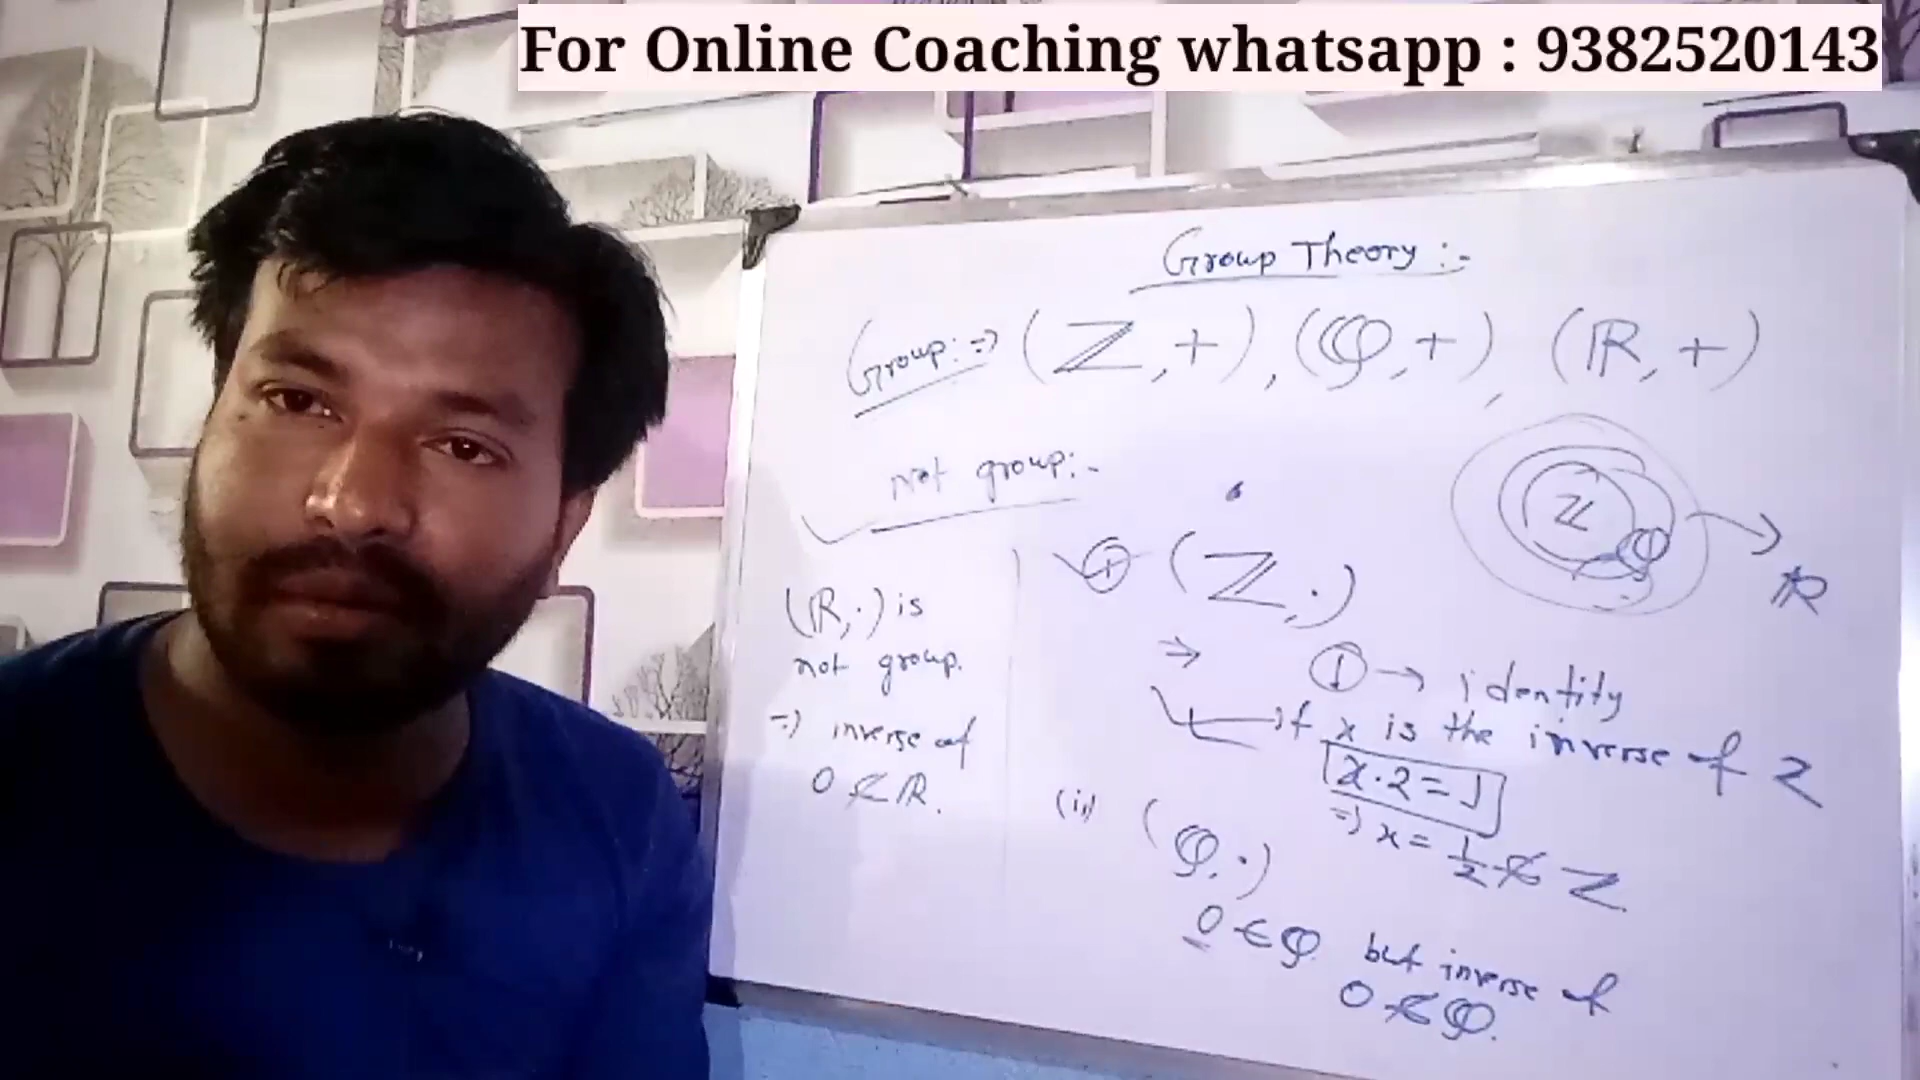 For Online Coaching whatsapp : 9382520143
Group Theory :-
Group :⇒ (ℤ,+), (ℚ,+), (ℝ,+)
not group:-
(ℤ,·)
① → identity
if x is the inverse of 2
x·2=1
⇒ x = 1/2 ∉ ℤ
(ii) (ℚ,·)
0 ∈ ℚ but inverse of
0 ∉ ℚ.
(ℝ,·) is
not group.
⇒ inverse of
0 ∉ ℝ.
ℤ
ℚ
ℝ